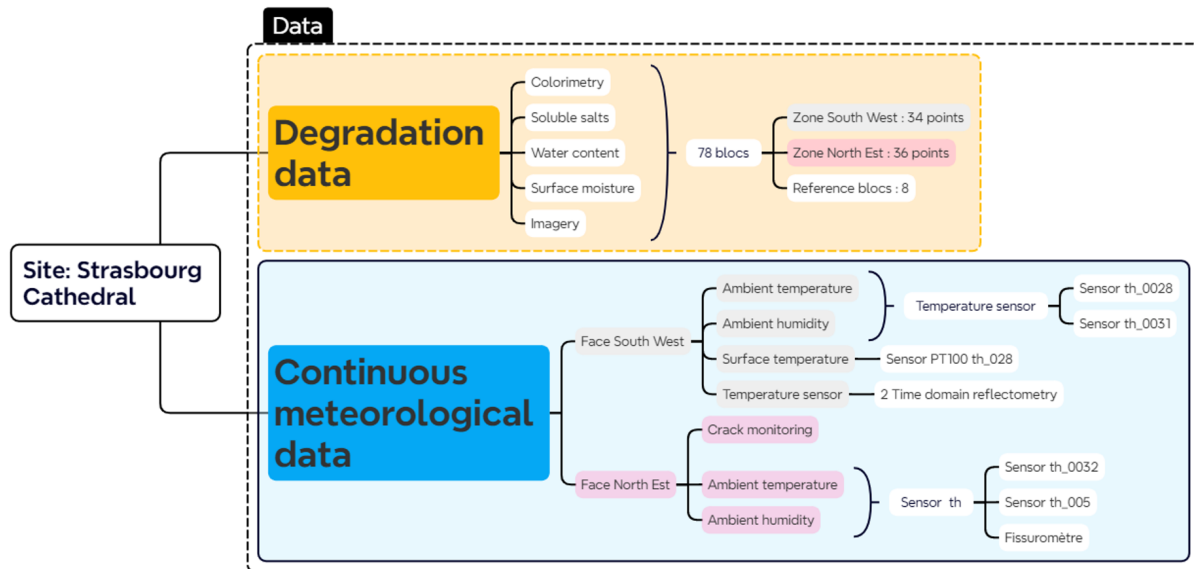 Data
Site: Strasbourg
Cathedral
Degradation
data
Colorimetry
Soluble salts
Water content
Surface moisture
Imagery
78 blocs
Zone South West : 34 points
Zone North Est : 36 points
Reference blocs : 8
Continuous
meteorological
data
Face South West
Ambient temperature
Ambient humidity
Temperature sensor
Sensor th_0028
Sensor th_0031
Surface temperature
Sensor PT100 th_028
Temperature sensor
2 Time domain reflectometry
Face North Est
Crack monitoring
Ambient temperature
Ambient humidity
Sensor th
Sensor th_0032
Sensor th_005
Fissuromètre